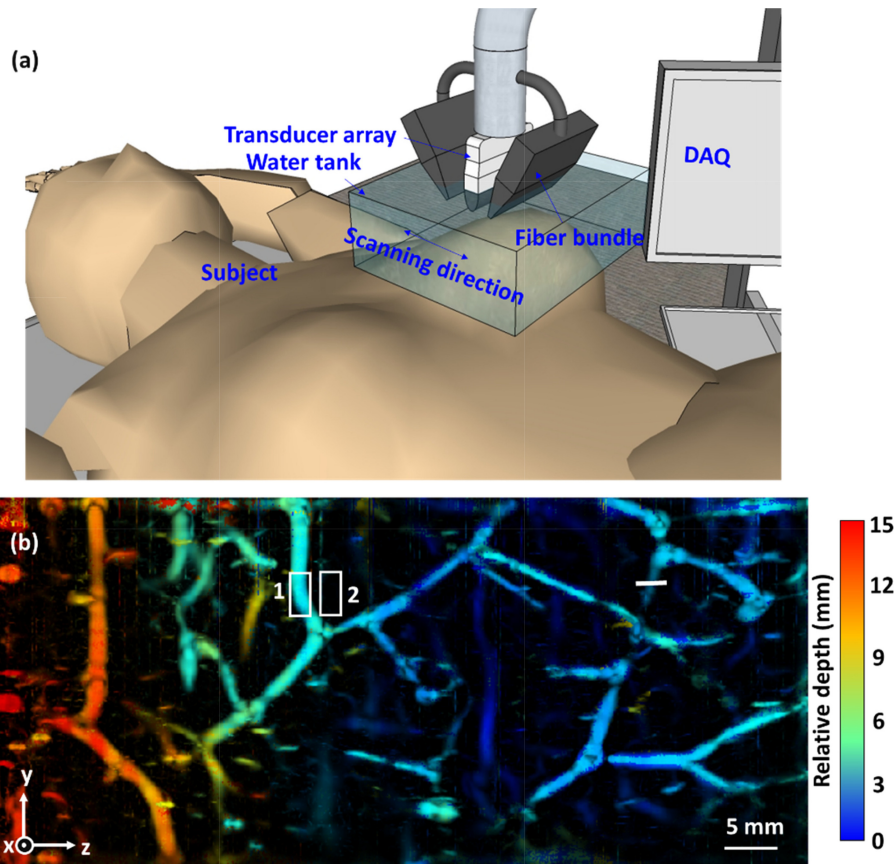 (a)
Transducer array
Water tank
DAQ
Scanning direction
Fiber bundle
Subject
(b)
1
2
15
12
9
6
3
0
Relative depth (mm)
y
x
z
5 mm